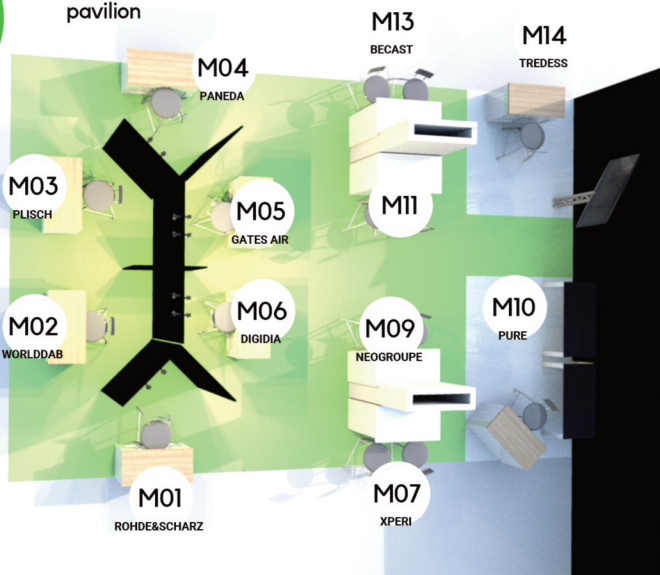 pavilion
M13
BECAST
M14
TREDESS
M04
PANEDA
M03
PLISCH
M05
GATES AIR
M11
M06
DIGIDIA
M10
PURE
M02
WORLDDAB
M09
NEOGROUPE
M01
ROHDE&SCHARZ
M07
XPERI